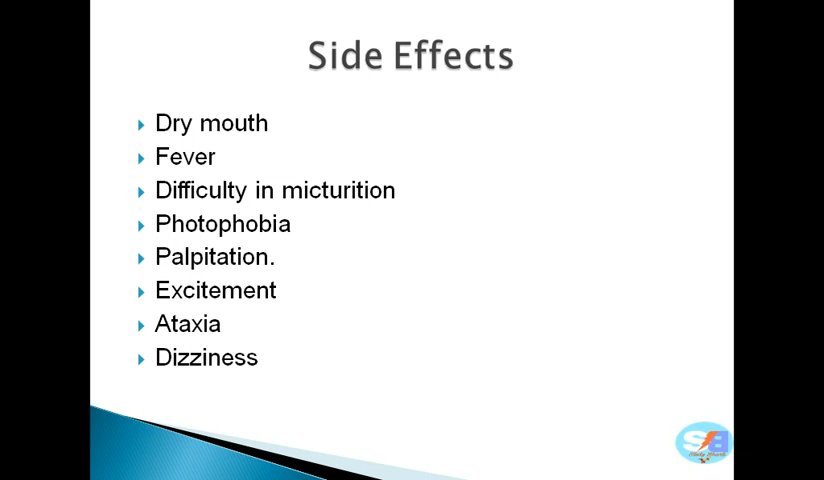 Side Effects
Dry mouth
Fever
Difficulty in micturition
Photophobia
Palpitation.
Excitement
Ataxia
Dizziness